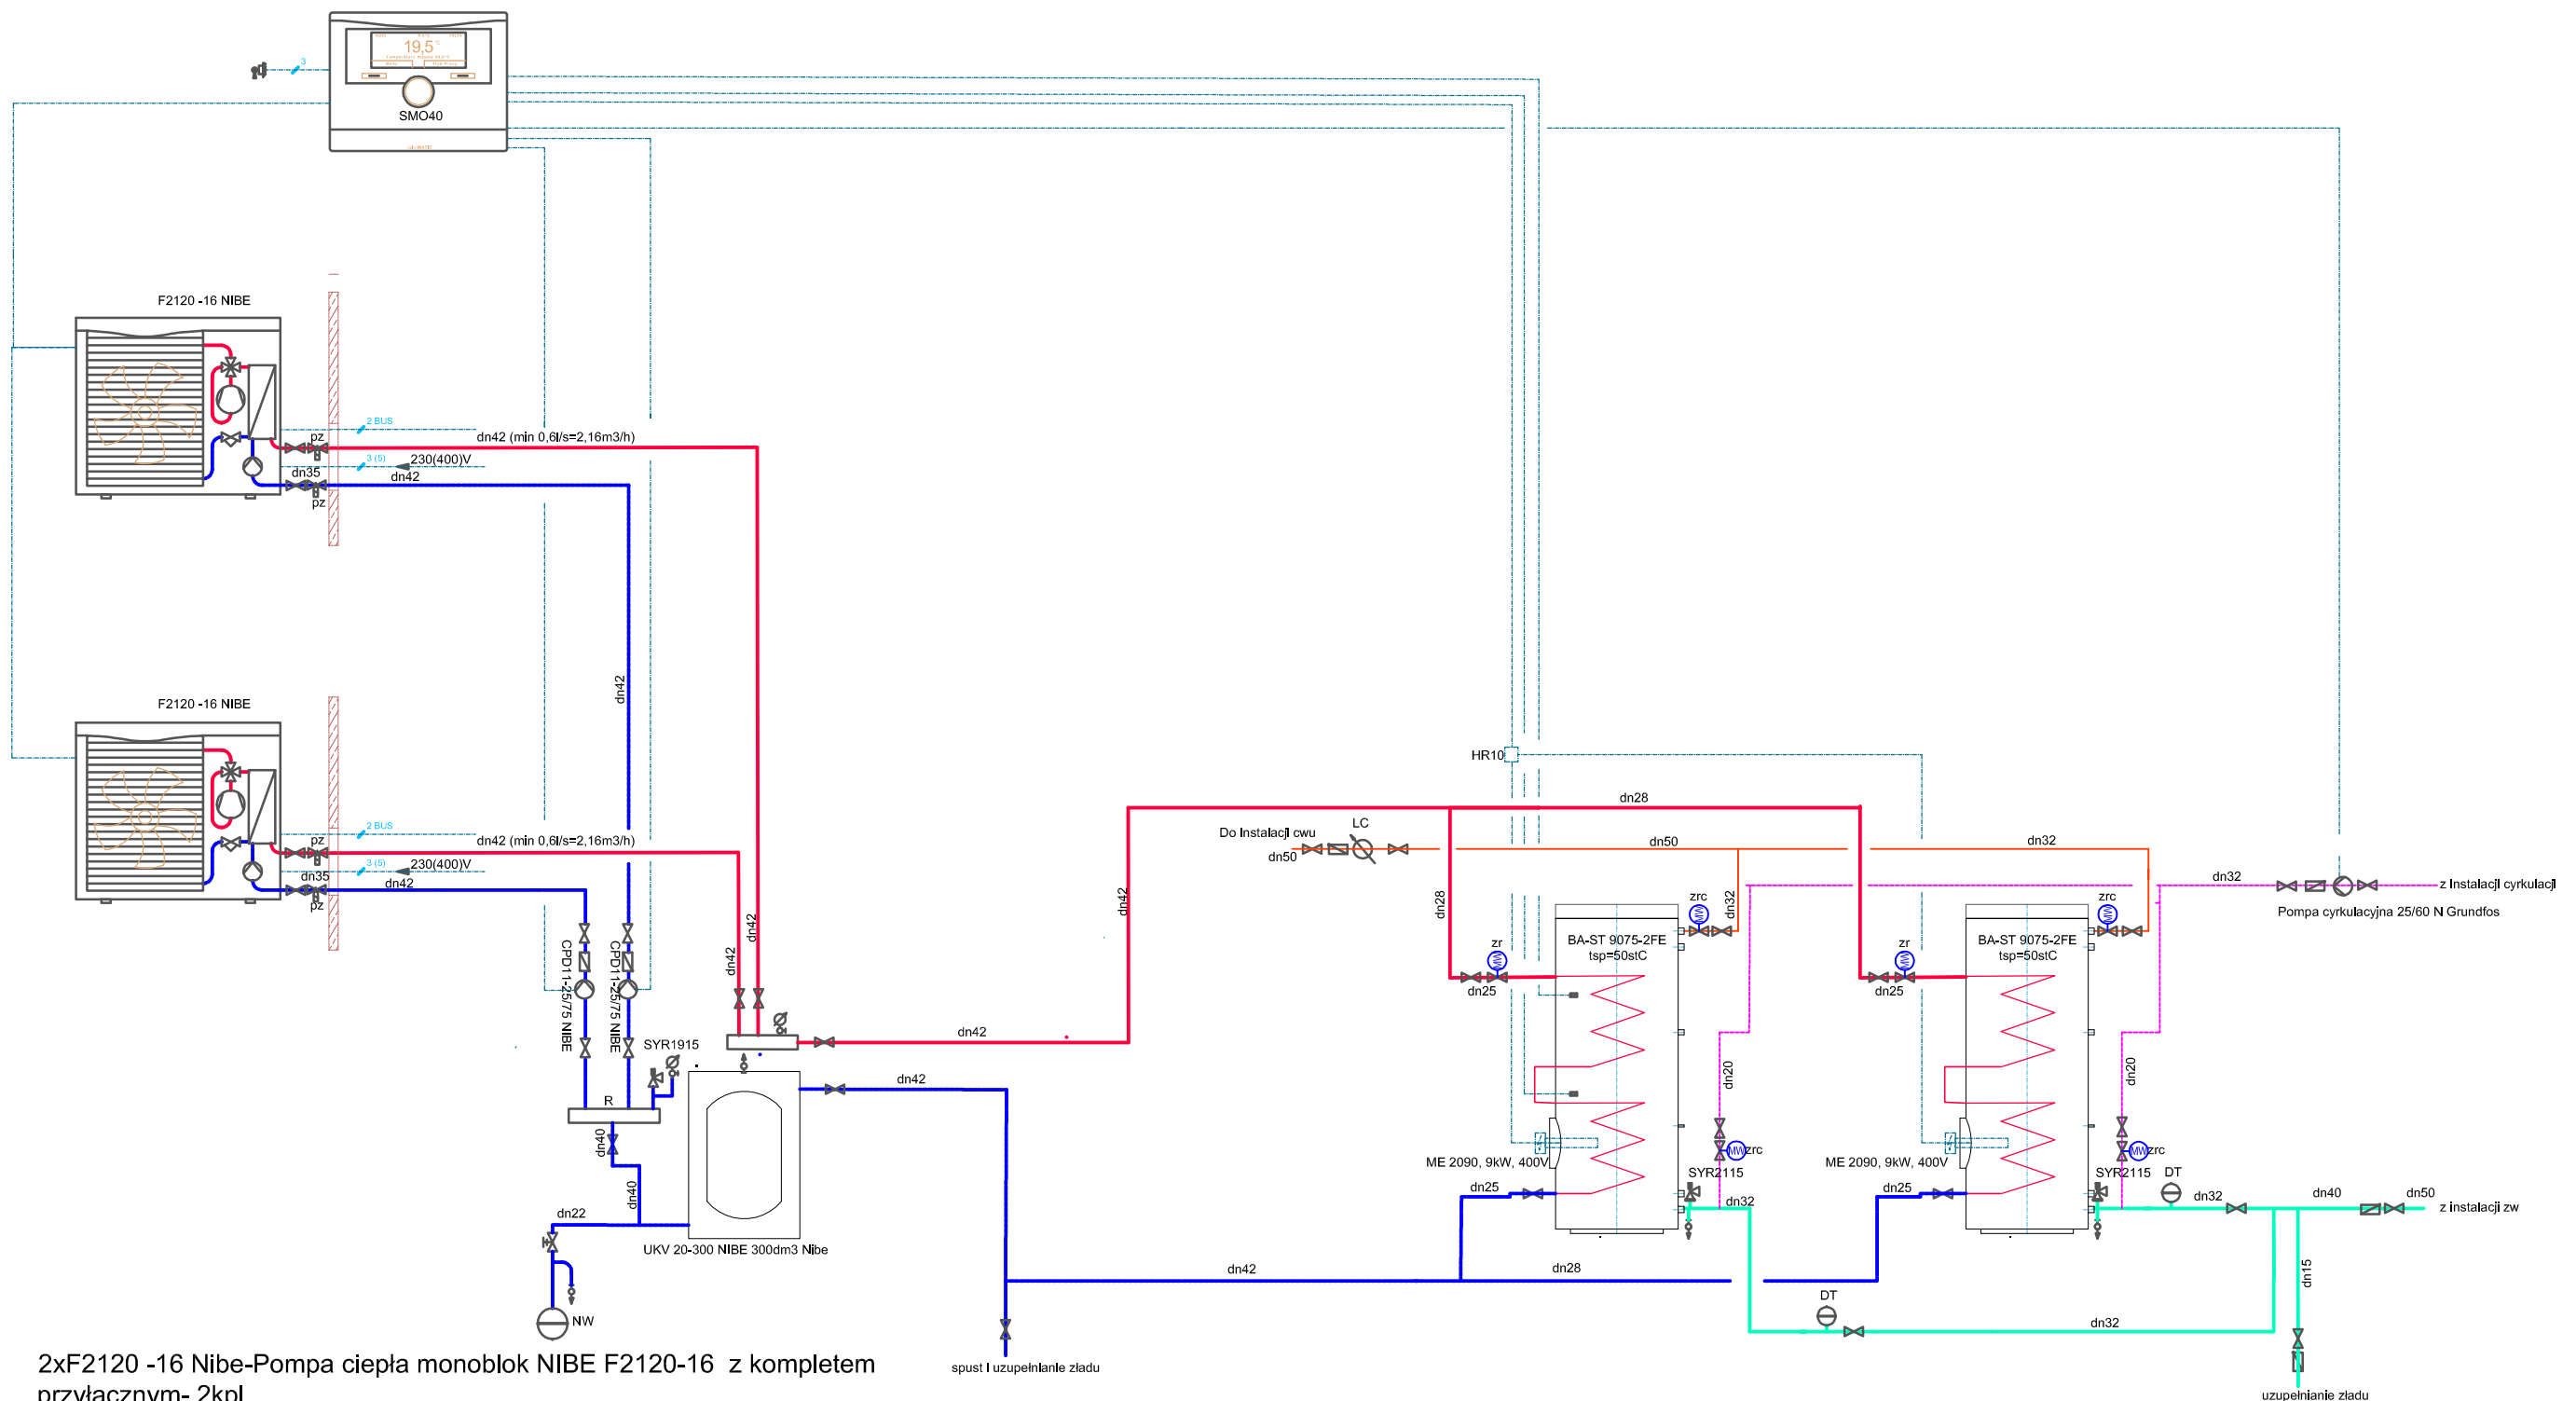 3
19,5 °C
SMO40
F2120 -16 NIBE
2 BUS
pz
dn42 (min 0,6l/s=2,16m3/h)
3 (5)
230(400)V
dn35
dn42
pz
dn42
F2120 -16 NIBE
2 BUS
pz
dn42 (min 0,6l/s=2,16m3/h)
3 (5)
230(400)V
dn35
dn42
pz
HR10
dn28
Do instalacji cwu
LC
dn50
dn50
dn32
dn42
dn28
dn32
z instalacji cyrkulacji
Pompa cyrkulacyjna 25/60 N Grundfos
zrc
dn32
zrc
BA-ST 9075-2FE
tsp=50stC
BA-ST 9075-2FE
tsp=50stC
zr
dn25
zr
dn25
CPD11-25/75 NIBE
CPD11-25/75 NIBE
dn42
dn42
dn42
SYR1915
R
dn42
dn20
dn20
dn40
dn40
zrc
zrc
ME 2090, 9kW, 400V
SYR2115
ME 2090, 9kW, 400V
SYR2115
DT
dn25
dn32
dn25
dn32
dn40
dn50
z instalacji zw
dn22
UKV 20-300 NIBE 300dm3 Nibe
dn42
dn28
dn15
NW
DT
dn32
spust i uzupełnianie zładu
uzupełnianie zładu
2xF2120 -16 Nibe-Pompa ciepła monoblok NIBE F2120-16 z kompletem
przyłącznym- 2kpl